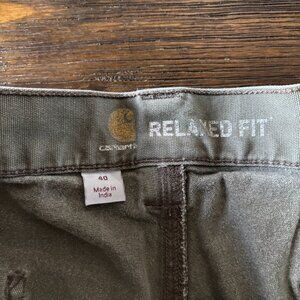 carhartt
RELAXED FIT
40
Made in
India